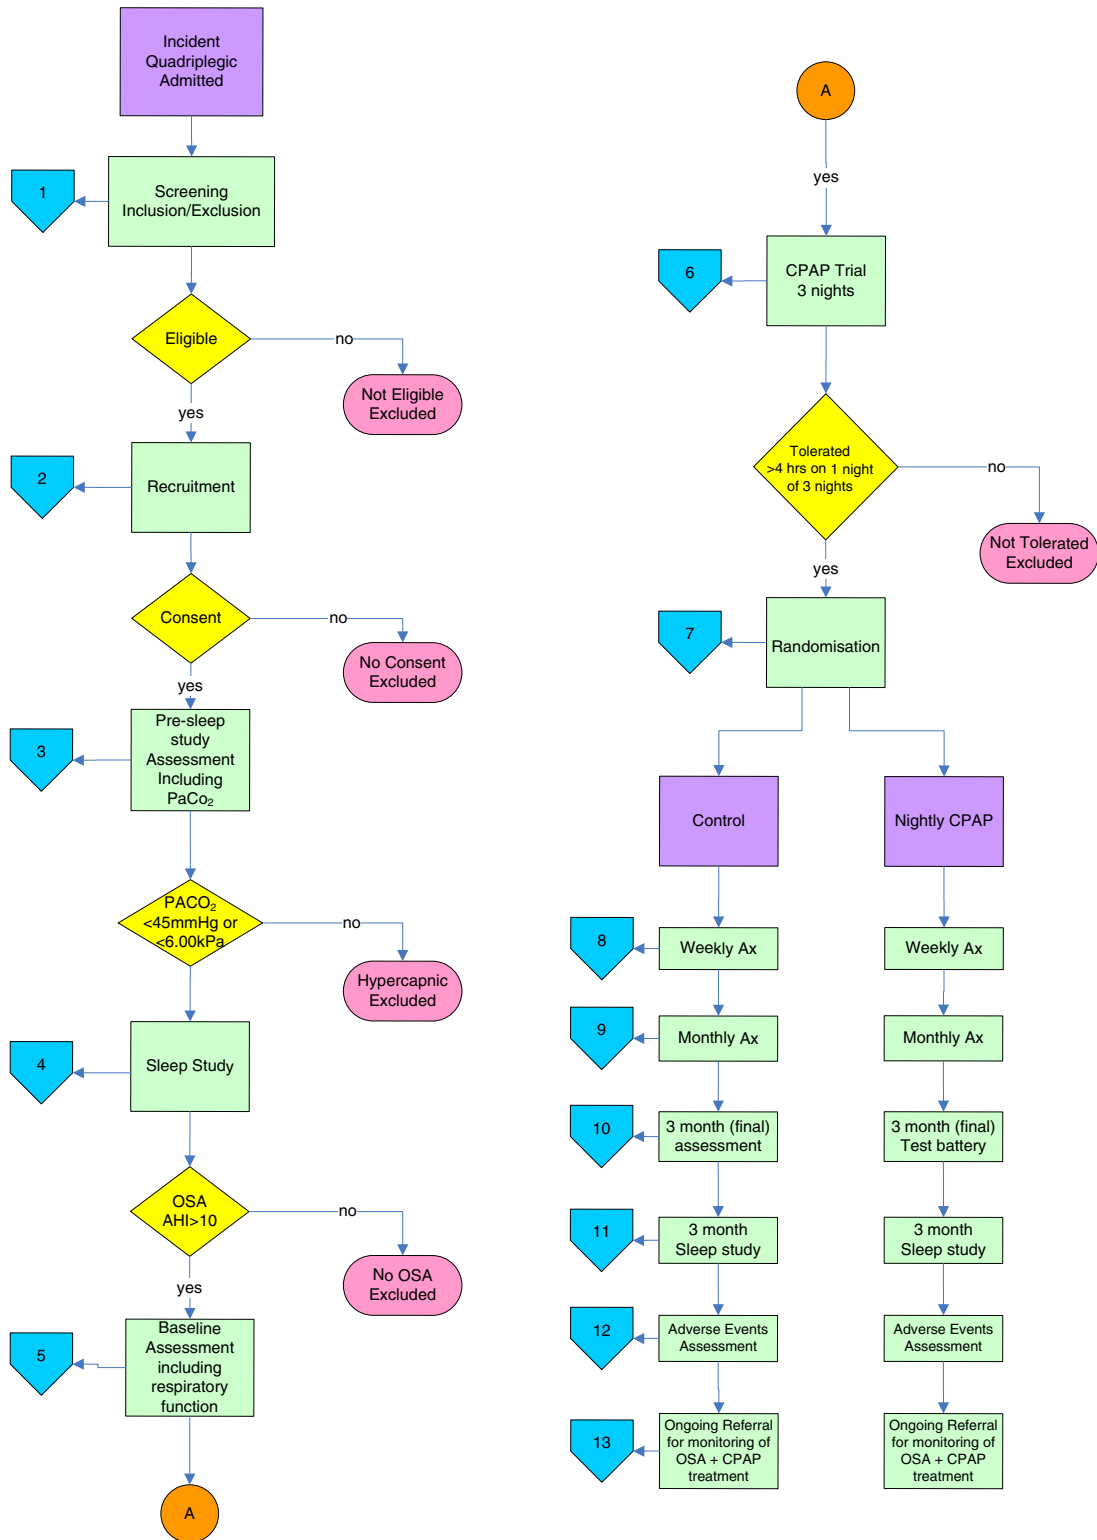 Incident
Quadriplegic
Admitted
1
Screening
Inclusion/Exclusion
Eligible
no
Not Eligible
Excluded
yes
2
Recruitment
Consent
no
No Consent
Excluded
yes
3
Pre-sleep
study
Assessment
Including
PaCo₂
PACO₂
<45mmHg or
<6.00kPa
no
Hypercapnic
Excluded
4
Sleep Study
OSA
AHI>10
no
No OSA
Excluded
yes
5
Baseline
Assessment
including
respiratory
function
A
A
yes
6
CPAP Trial
3 nights
Tolerated
>4 hrs on 1 night
of 3 nights
no
Not Tolerated
Excluded
yes
7
Randomisation
Control
Nightly CPAP
8
Weekly Ax
Weekly Ax
9
Monthly Ax
Monthly Ax
10
3 month (final)
assessment
3 month (final)
Test battery
11
3 month
Sleep study
3 month
Sleep study
12
Adverse Events
Assessment
Adverse Events
Assessment
13
Ongoing Referral
for monitoring of
OSA + CPAP
treatment
Ongoing Referral
for monitoring of
OSA + CPAP
treatment